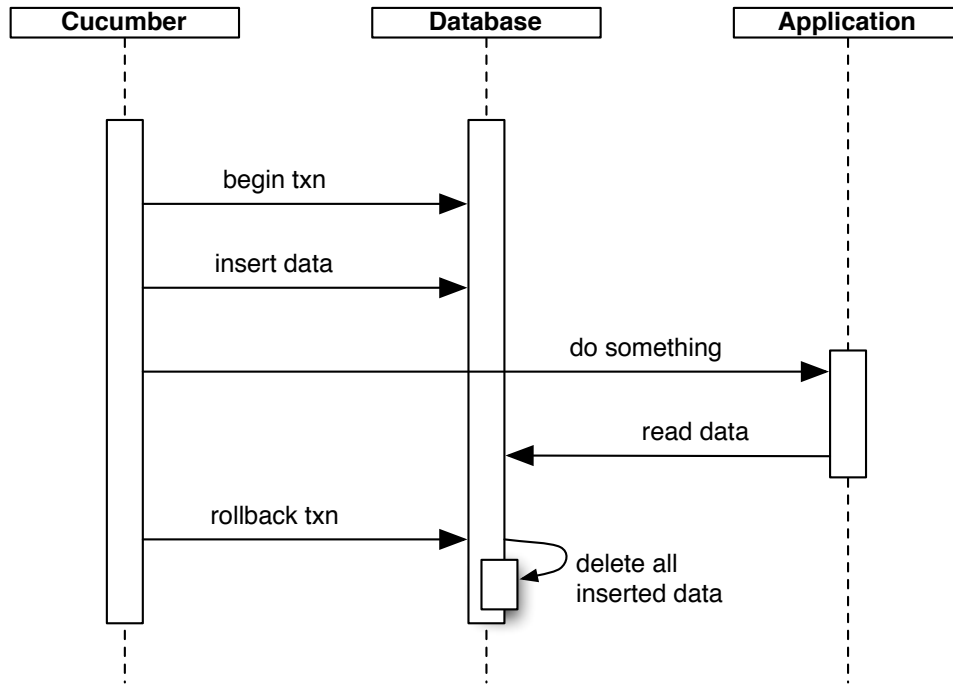 Cucumber
Database
Application
begin txn
insert data
do something
read data
rollback txn
delete all
inserted data